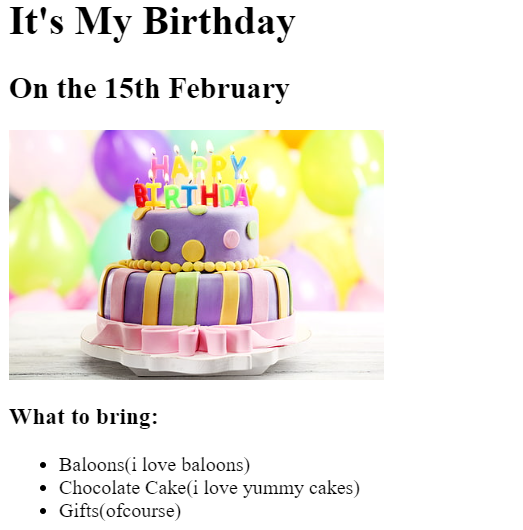 It's My Birthday
On the 15th February
HAPPY
BIRTHDAY
What to bring:
Baloons(i love baloons)
Chocolate Cake(i love yummy cakes)
Gifts(ofcourse)